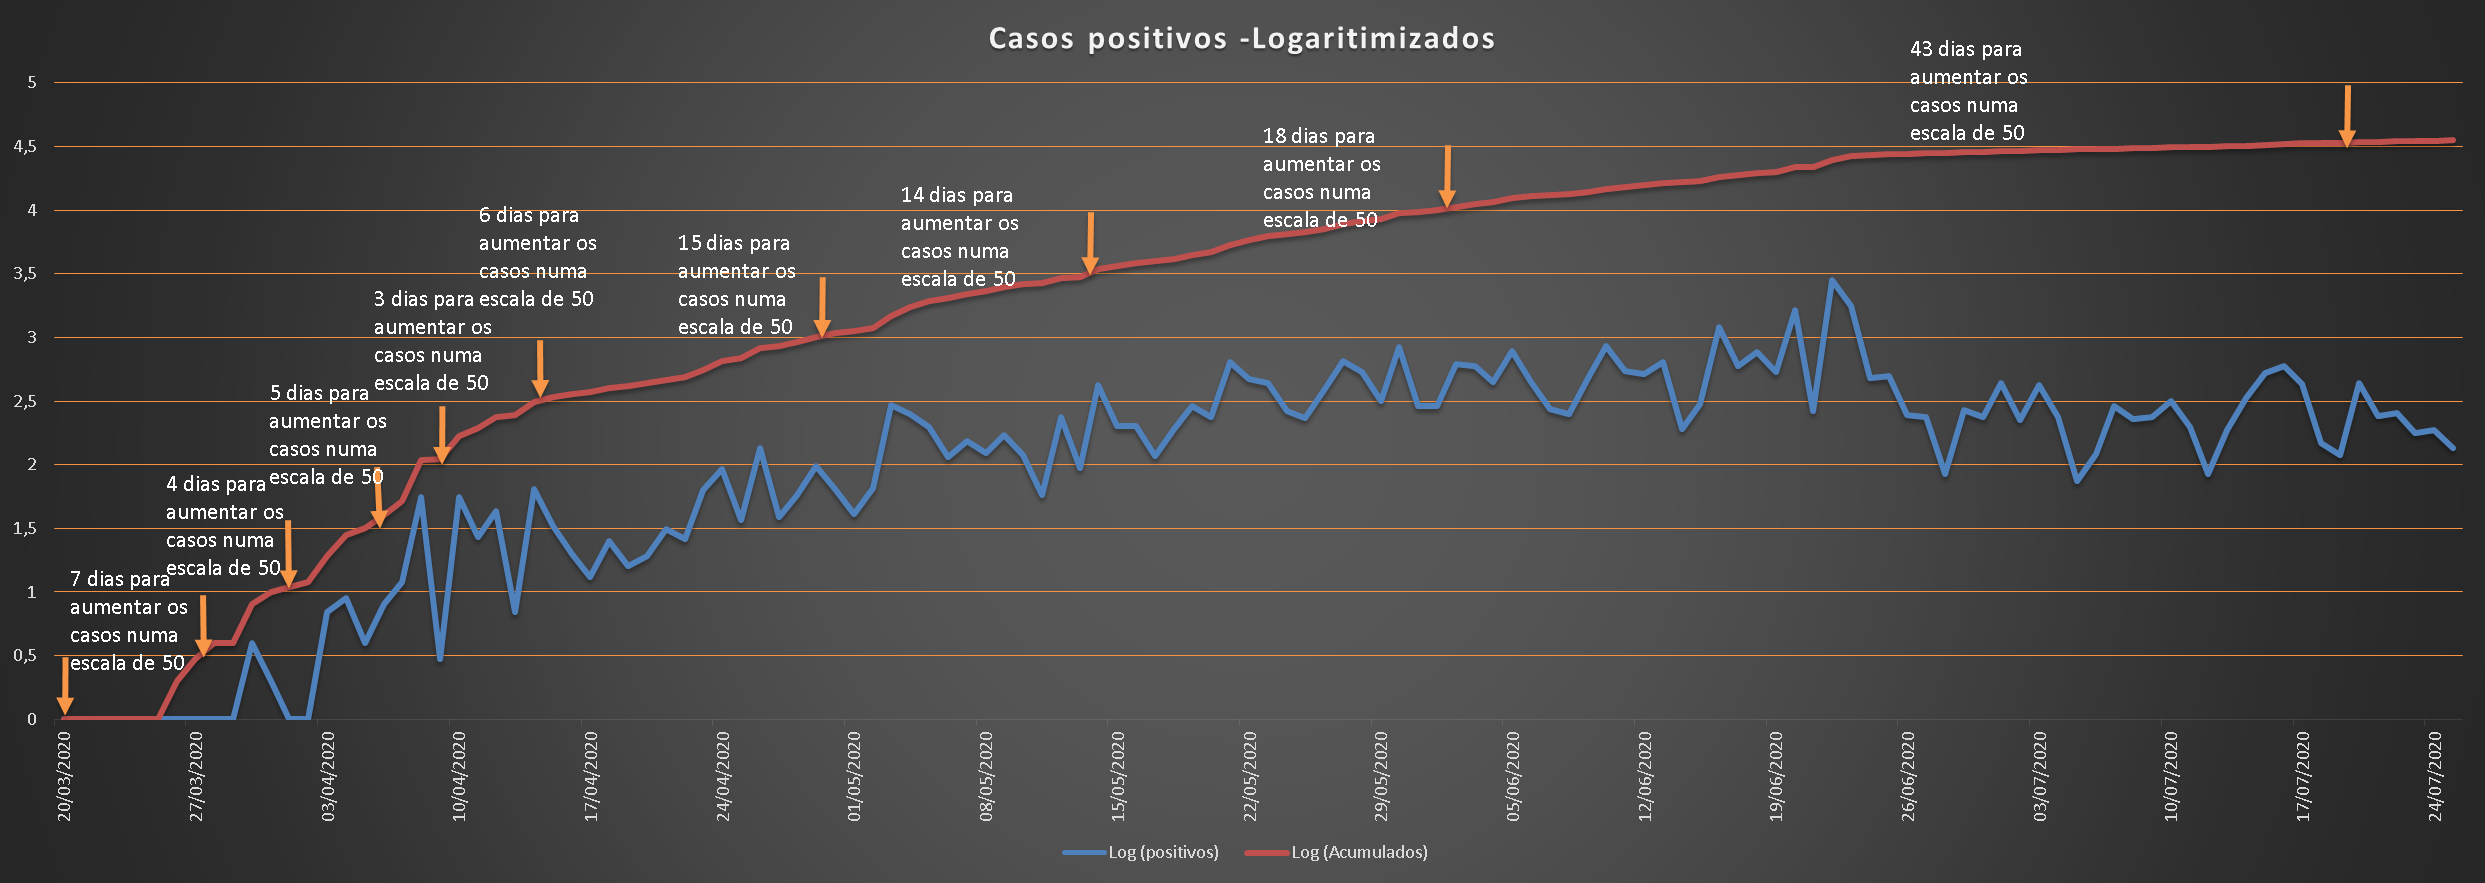 Casos positivos -Logaritimizados
43 dias para
aumentar os
casos numa
escala de 50
18 dias para
aumentar os
casos numa
escala de 50
14 dias para
aumentar os
casos numa
escala de 50
15 dias para
aumentar os
casos numa
escala de 50
6 dias para
aumentar os
casos numa
escala de 50
3 dias para
aumentar os
casos numa
escala de 50
5 dias para
aumentar os
casos numa
escala de 50
4 dias para
aumentar os
casos numa
escala de 50
7 dias para
aumentar os
casos numa
escala de 50
5
4,5
4
3,5
3
2,5
2
1,5
1
0,5
0
20/03/2020
27/03/2020
03/04/2020
10/04/2020
17/04/2020
24/04/2020
01/05/2020
08/05/2020
15/05/2020
22/05/2020
29/05/2020
05/06/2020
12/06/2020
19/06/2020
26/06/2020
03/07/2020
10/07/2020
17/07/2020
24/07/2020
Log (positivos)
Log (Acumulados)